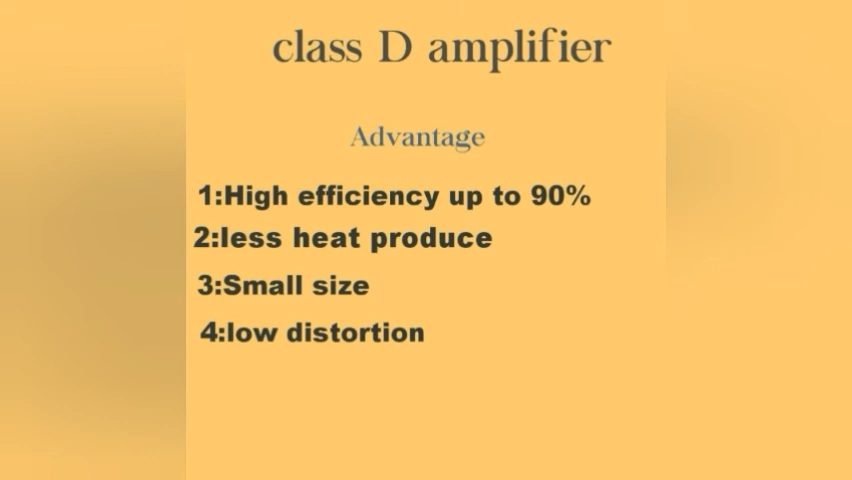 class D amplifier
Advantage
1:High efficiency up to 90%
2:less heat produce
3:Small size
4:low distortion